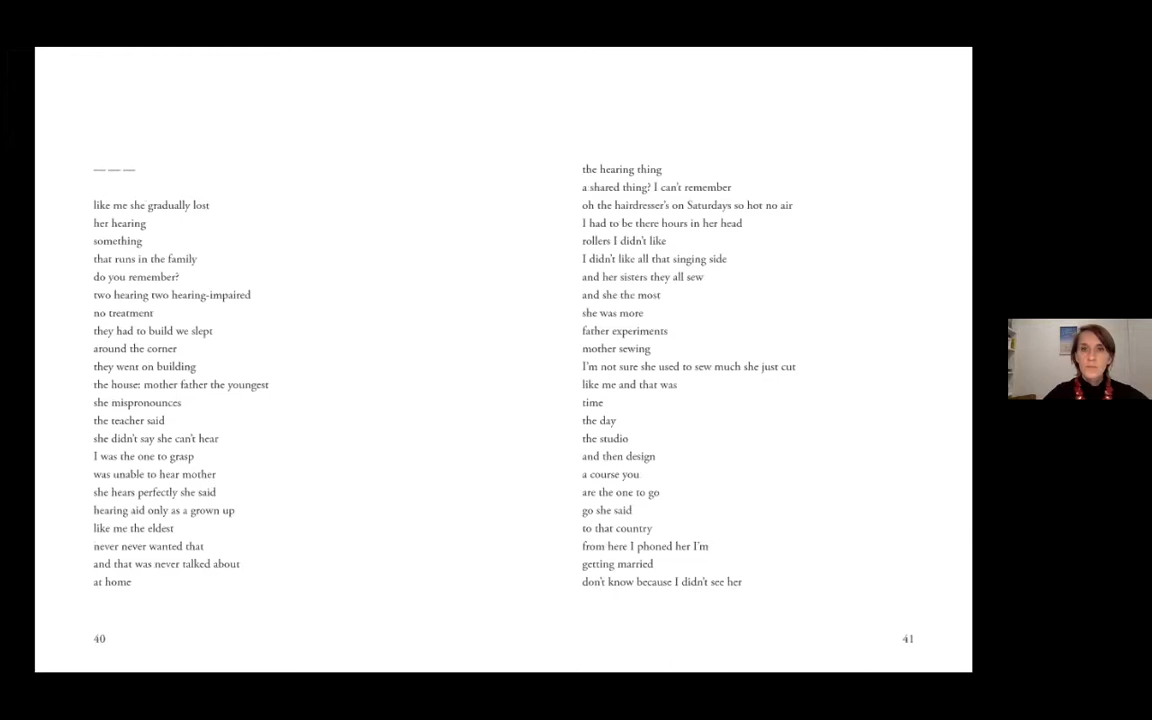 — — —
like me she gradually lost
her hearing
something
that runs in the family
do you remember?
two hearing two hearing-impaired
no treatment
they had to build we slept
around the corner
they went on building
the house: mother father the youngest
she mispronounces
the teacher said
she didn't say she can't hear
I was the one to grasp
was unable to hear mother
she hears perfectly she said
hearing aid only as a grown up
like me the eldest
never never wanted that
and that was never talked about
at home
40
the hearing thing
a shared thing? I can't remember
oh the hairdresser's on Saturdays so hot no air
I had to be there hours in her head
rollers I didn't like
I didn't like all that singing side
and her sisters they all sew
and she the most
she was more
father experiments
mother sewing
I'm not sure she used to sew much she just cut
like me and that was
time
the day
the studio
and then design
a course you
are the one to go
go she said
to that country
from here I phoned her I'm
getting married
don't know because I didn't see her
41